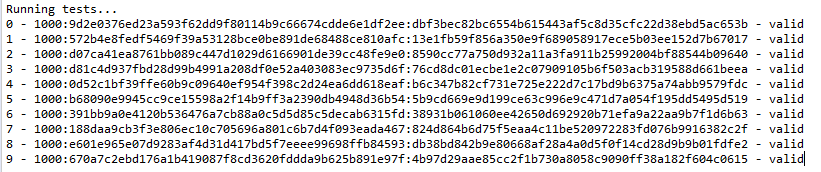 Running tests...
0 - 1000:9d2e0376ed23a593f62dd9f80114b9c66674cdde6e1df2ee:dbf3bec82bc6554b615443af5c8d35cfc22d38ebd5ac653b - valid
1 - 1000:572b4e8fedf5469f39a53128bce0be891de68488ce810afc:13e1fb59f856a350e9f689058917ece5b03ee152d7b67017 - valid
2 - 1000:d07ca41ea8761bb089c447d1029d6166901de39cc48fe9e0:8590cc77a750d932a11a3fa911b25992004bf88544b09640 - valid
3 - 1000:d81c4d937fbd28d99b4991a208df0e52a403083ec9735d6f:76cd8dc01ecbe1e2c07909105b6f503acb319588d661beea - valid
4 - 1000:0d52c1bf39ffe60b9c09640ef954f398c2d24ea6dd618eaf:b6c347b82cf731e725e222d7c17bd9b6375a74abb9579fdc - valid
5 - 1000:b68090e9945cc9ce15598a2f14b9ff3a2390db4948d36b54:5b9cd669e9d199ce63c996e9c471d7a054f195dd5495d519 - valid
6 - 1000:391bb9a0e4120b536476a7cb88a0c5d5d85c5decab6315fd:38931b061060ee42650d692920b71efa9a22aa9b7f1d6b63 - valid
7 - 1000:188daa9cb3f3e806ec10c705696a801c6b7d4f093eada467:824d864b6d75f5eaa4c11be520972283fd076b9916382c2f - valid
8 - 1000:e601e965e07d9283af4d31d417bd5f7eeee99698ffb84593:db38bd842b9e80668af28a4a0d5f0f14cd28d9b9b01fdfe2 - valid
9 - 1000:670a7c2ebd176a1b419087f8cd3620fddda9b625b891e97f:4b97d29aae85cc2f1b730a8058c9090ff38a182f604c0615 - valid